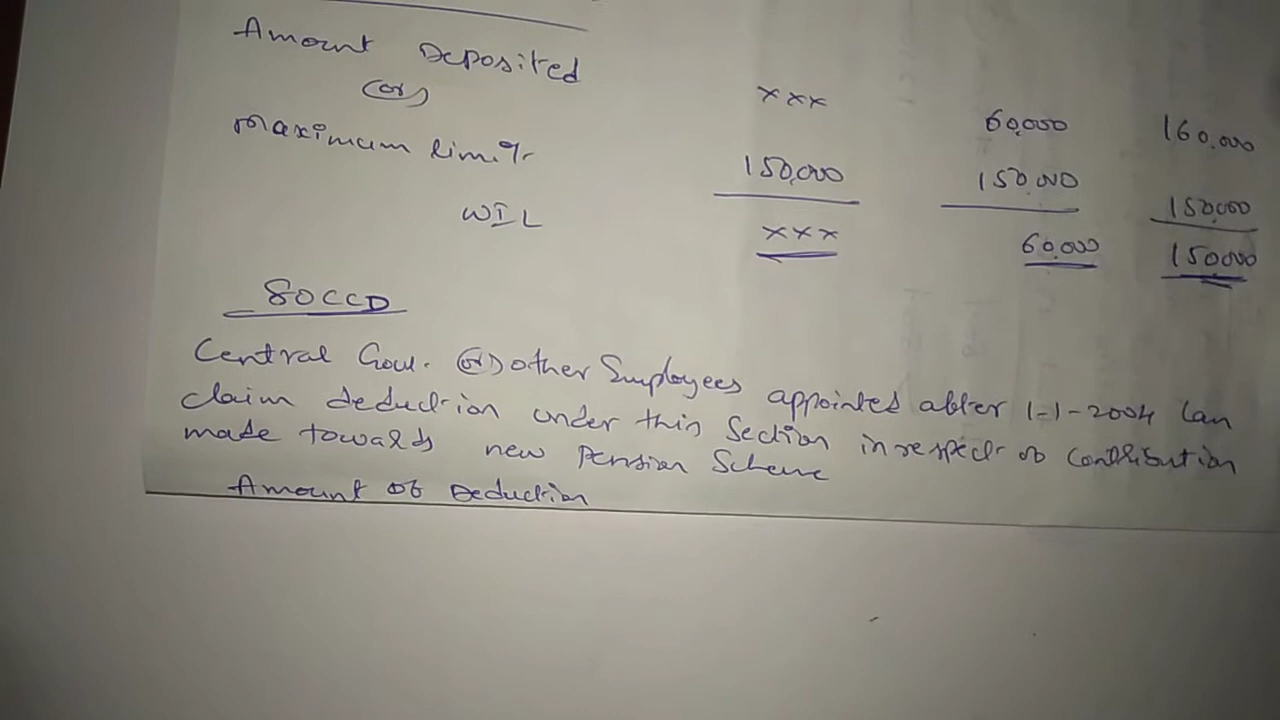 Amount Deposited xxx 60,000 160,000
(or)
Maximum limit 150,000 150,000 150,000
WIL xxx 60,000 150000
80CCD
Central Govt. (or) other Employees appointed after 1-1-2004 can
claim deduction under this Section in respect of contribution
made towards new Pension Scheme
Amount of Deduction